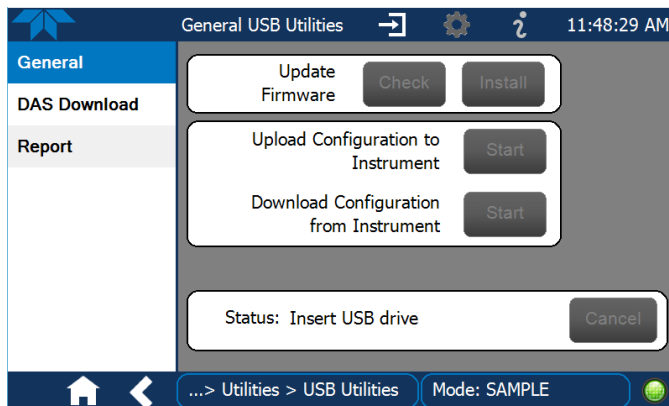 General USB Utilities
11:48:29 AM
General
DAS Download
Report
Update
Firmware
Check
Install
Upload Configuration to
Instrument
Start
Download Configuration
from Instrument
Start
Status: Insert USB drive
Cancel
...> Utilities > USB Utilities
Mode: SAMPLE